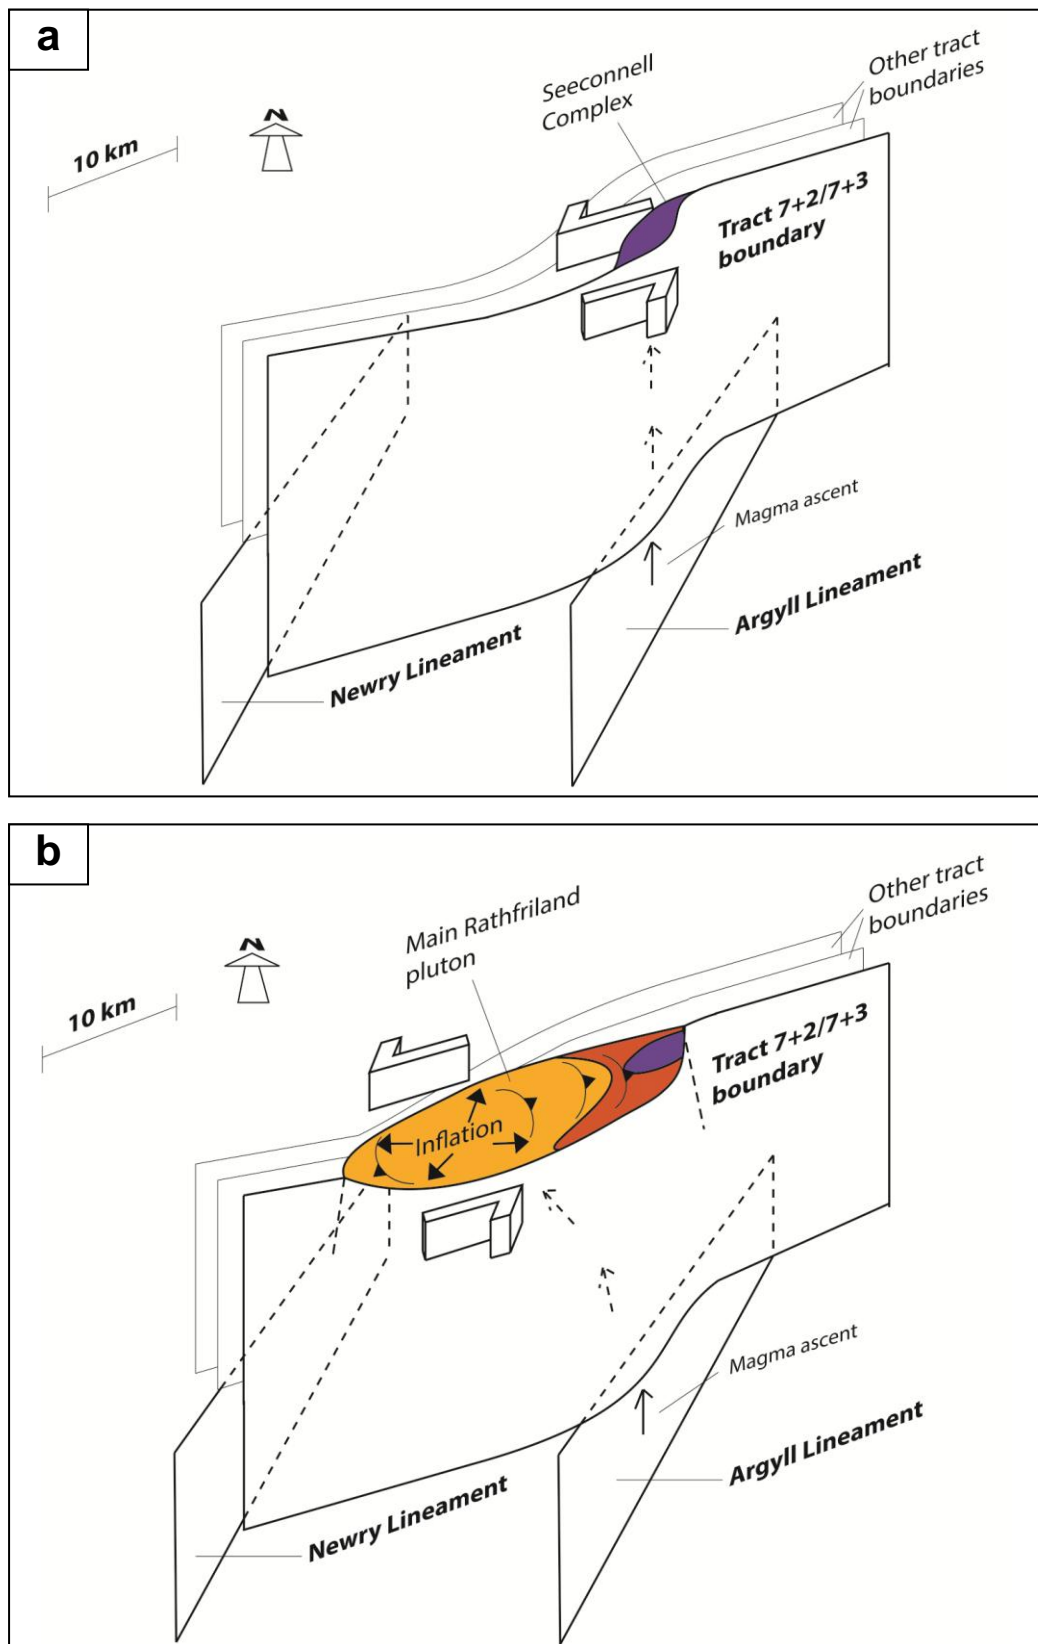 a
Seeconnell
Complex
Other tract
boundaries
N
10 km
Tract 7+2/7+3
boundary
Magma ascent
Argyll Lineament
Newry Lineament
b
Main Rathfriland
pluton
Other tract
boundaries
N
10 km
Tract 7+2/7+3
boundary
Inflation
Magma ascent
Argyll Lineament
Newry Lineament